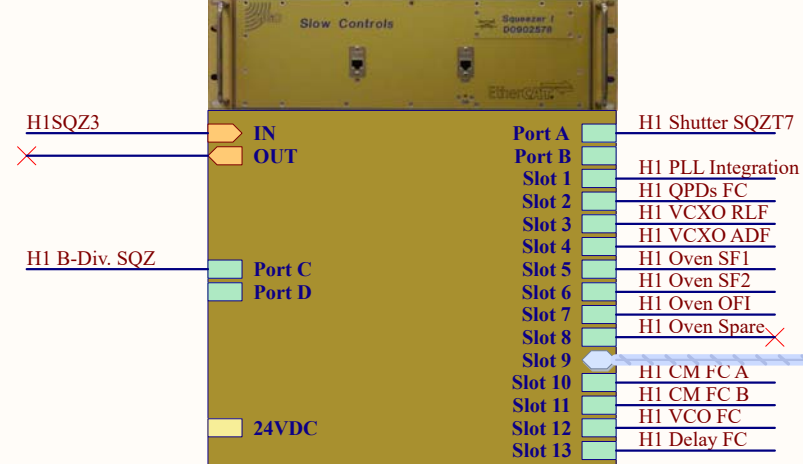 Slow Controls
Squeezer I
D0902578
EtherCAT
H1SQZ3
IN
OUT
H1 B-Div. SQZ
Port C
Port D
24VDC
Port A
H1 Shutter SQZT7
Port B
Slot 1
H1 PLL Integration
Slot 2
H1 QPDs FC
Slot 3
H1 VCXO RLF
Slot 4
H1 VCXO ADF
Slot 5
H1 Oven SF1
Slot 6
H1 Oven SF2
Slot 7
H1 Oven OFI
Slot 8
H1 Oven Spare
Slot 9
Slot 10
H1 CM FC A
Slot 11
H1 CM FC B
Slot 12
H1 VCO FC
Slot 13
H1 Delay FC